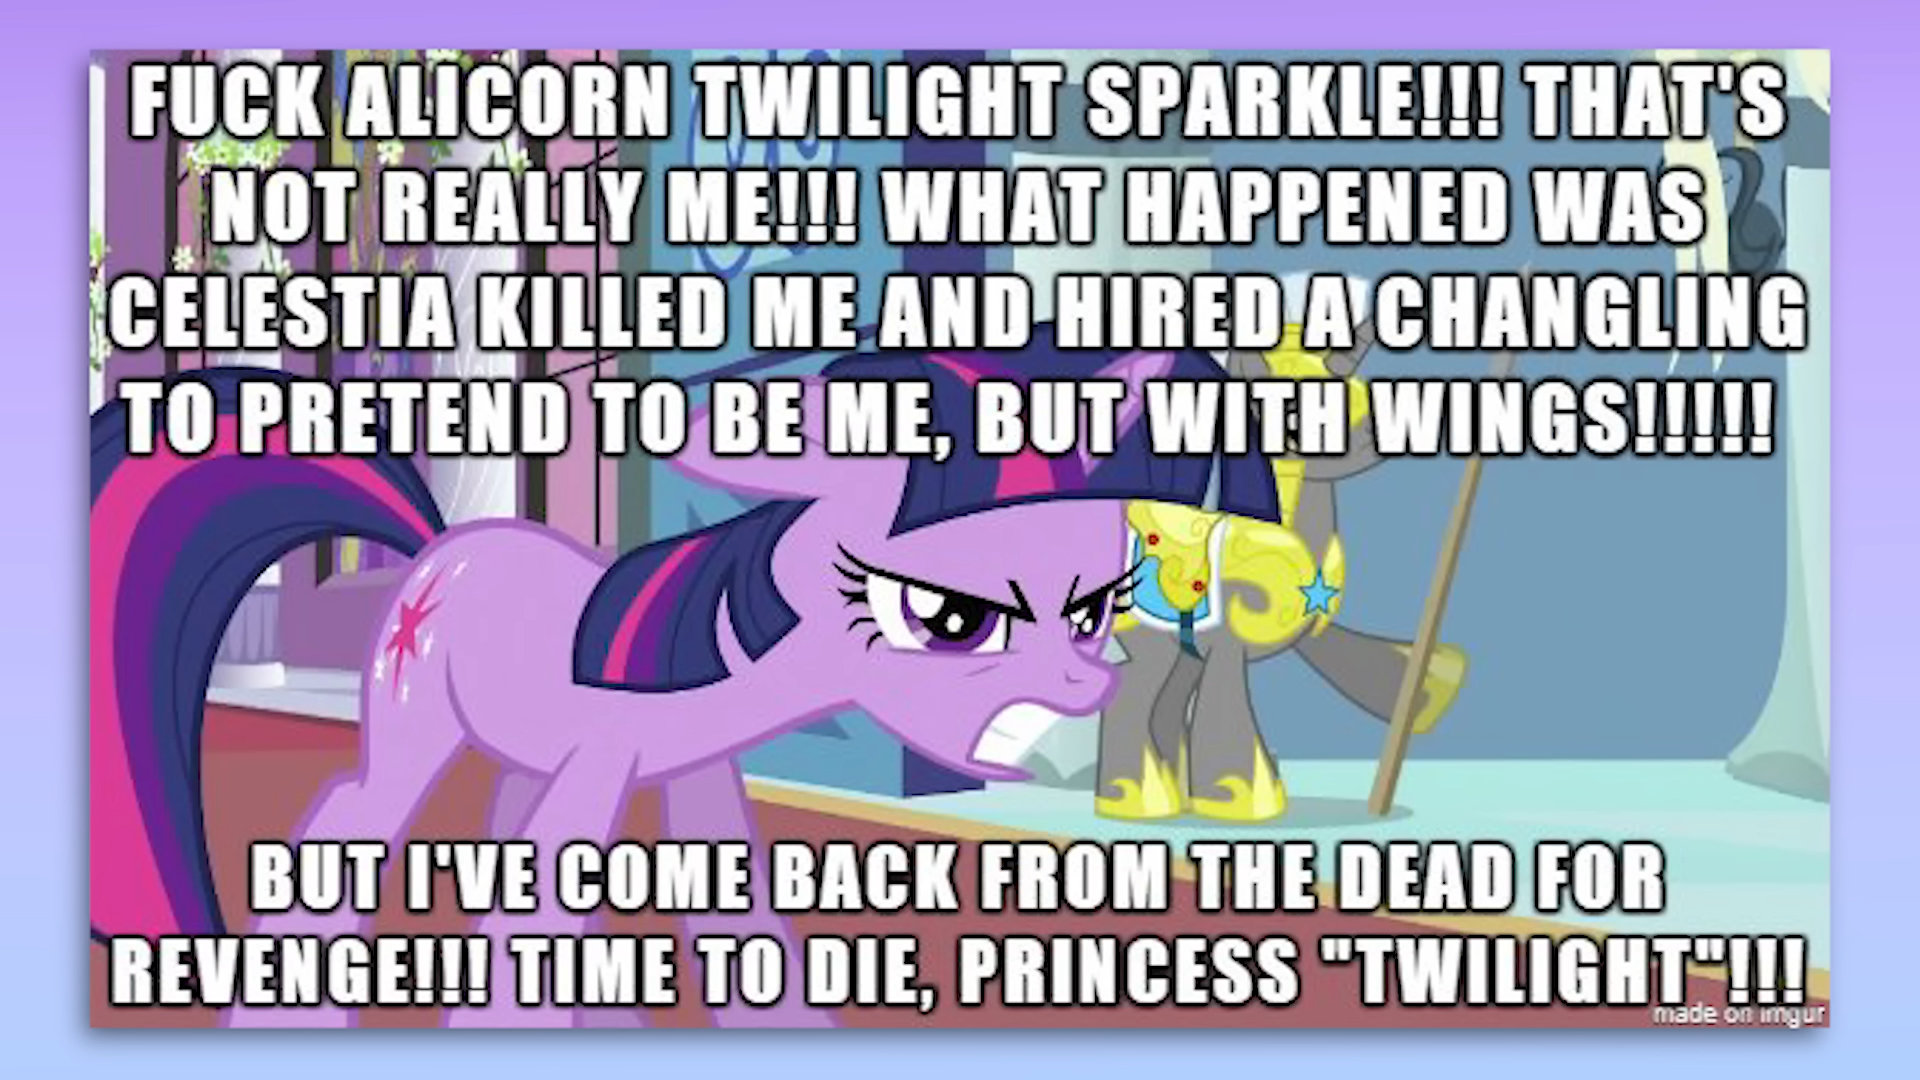 FUCK ALICORN TWILIGHT SPARKLE!!! THAT'S
NOT REALLY ME!!! WHAT HAPPENED WAS
CELESTIA KILLED ME AND HIRED A CHANGLING
TO PRETEND TO BE ME, BUT WITH WINGS!!!!!
BUT I'VE COME BACK FROM THE DEAD FOR
REVENGE!!! TIME TO DIE, PRINCESS "TWILIGHT"!!!
made on imgur